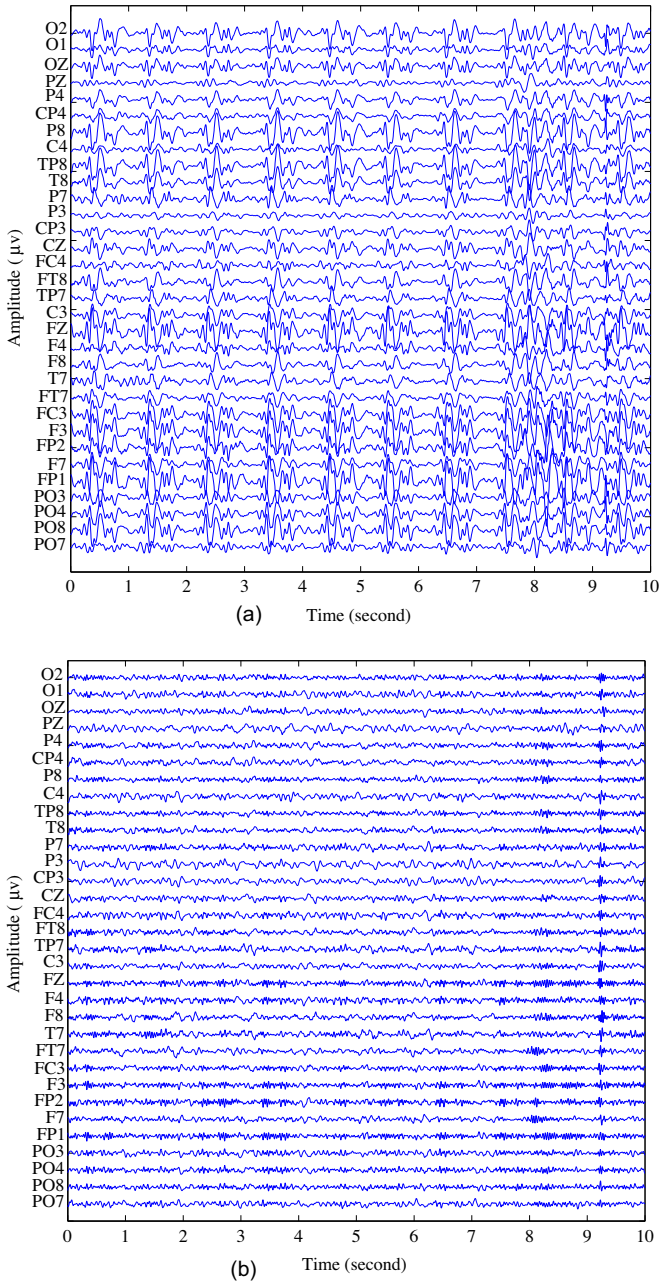 O2
O1
OZ
PZ
P4
CP4
P8
C4
TP8
T8
P7
P3
CP3
CZ
FC4
FT8
TP7
C3
FZ
F4
F8
T7
FT7
FC3
F3
FP2
F7
FP1
PO3
PO4
PO8
PO7
Amplitude ( μv)
0 1 2 3 4 5 6 7 8 9 10
(a) Time (second)
O2
O1
OZ
PZ
P4
CP4
P8
C4
TP8
T8
P7
P3
CP3
CZ
FC4
FT8
TP7
C3
FZ
F4
F8
T7
FT7
FC3
F3
FP2
F7
FP1
PO3
PO4
PO8
PO7
Amplitude ( μv)
0 1 2 3 4 5 6 7 8 9 10
(b) Time (second)